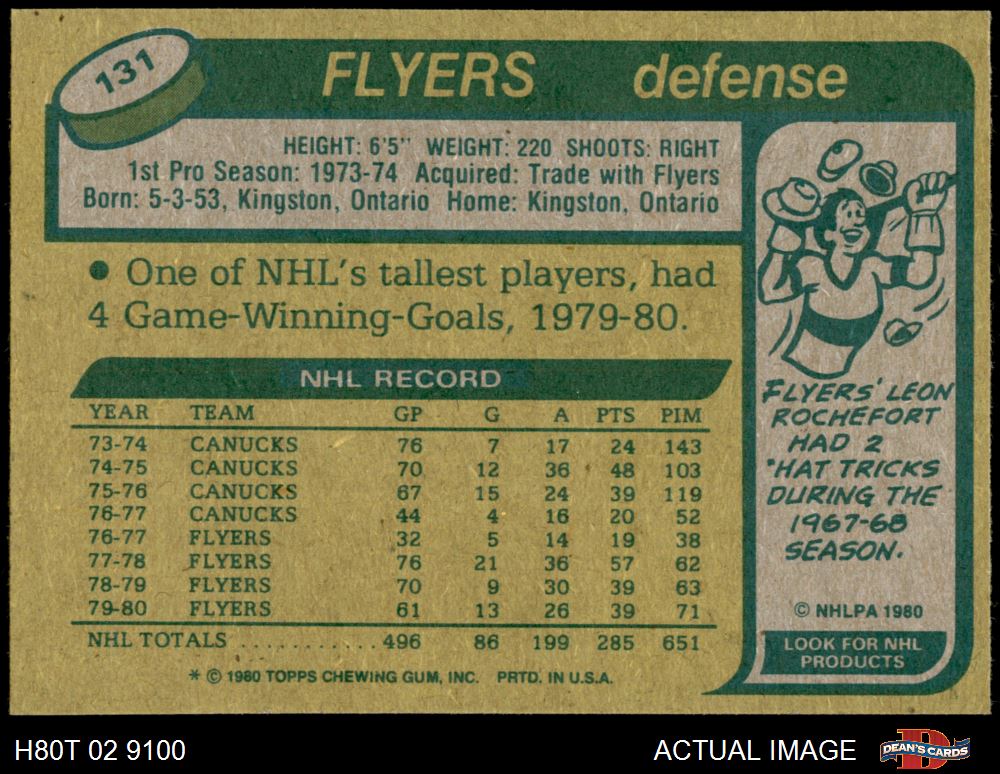 131
FLYERS defense
HEIGHT: 6'5" WEIGHT: 220 SHOOTS: RIGHT
1st Pro Season: 1973-74 Acquired: Trade with Flyers
Born: 5-3-53, Kingston, Ontario Home: Kingston, Ontario
• One of NHL's tallest players, had
4 Game-Winning-Goals, 1979-80.
NHL RECORD
YEAR TEAM GP G A PTS PIM
73-74 CANUCKS 76 7 17 24 143
74-75 CANUCKS 70 12 36 48 103
75-76 CANUCKS 67 15 24 39 119
76-77 CANUCKS 44 4 16 20 52
76-77 FLYERS 32 5 14 19 38
77-78 FLYERS 76 21 36 57 62
78-79 FLYERS 70 9 30 39 63
79-80 FLYERS 61 13 26 39 71
NHL TOTALS ............ 496 86 199 285 651
* © 1980 TOPPS CHEWING GUM, INC. PRTD. IN U.S.A.
FLYERS' LEON
ROCHEFORT
HAD 2
"HAT TRICKS
DURING THE
1967-68
SEASON.
© NHLPA 1980
LOOK FOR NHL
PRODUCTS
H80T 02 9100
ACTUAL IMAGE
DEAN'S CARDS